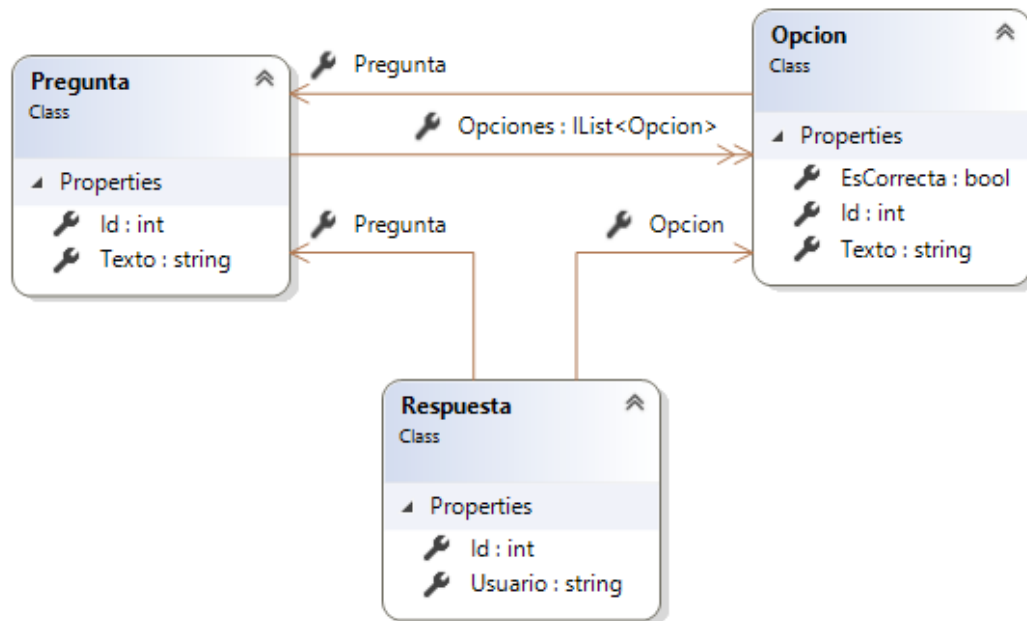 Pregunta
Class
Properties
Id : int
Texto : string
Pregunta
Opciones : IList<Opcion>
Pregunta
Opcion
Opcion
Class
Properties
EsCorrecta : bool
Id : int
Texto : string
Respuesta
Class
Properties
Id : int
Usuario : string